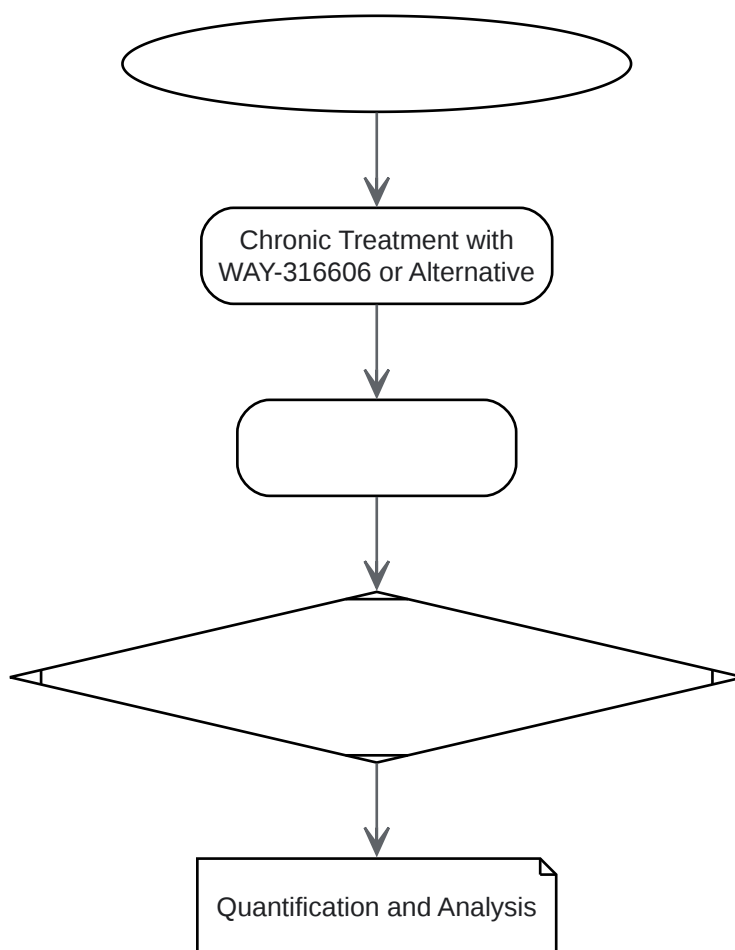 Chronic Treatment with
WAY-316606 or Alternative
Quantification and Analysis